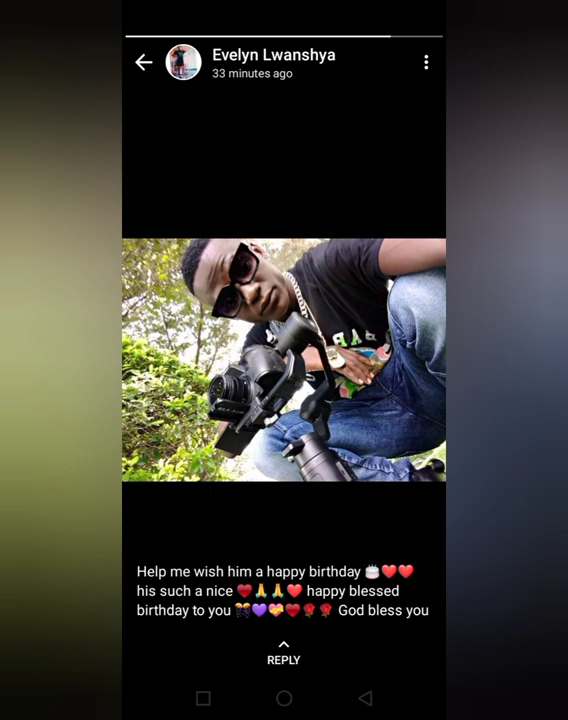 Evelyn Lwanshya
33 minutes ago
Help me wish him a happy birthday 🎂❤️❤️
his such a nice ❤️🙏🙏❤️ happy blessed
birthday to you 🎊💜💝❤️🌹🌹 God bless you
REPLY